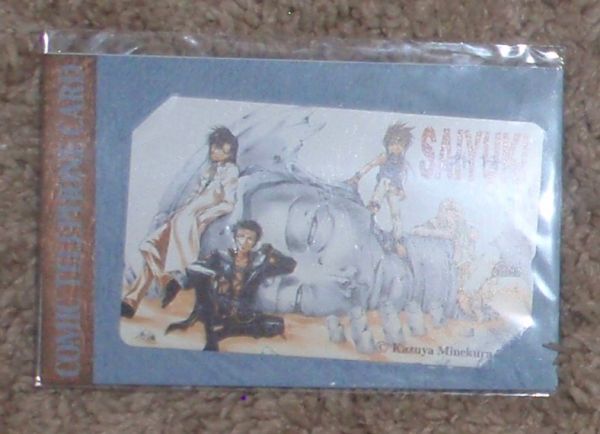 COMIC TELEPHONE CARD
SAIYUKI
© Kazuya Minekura